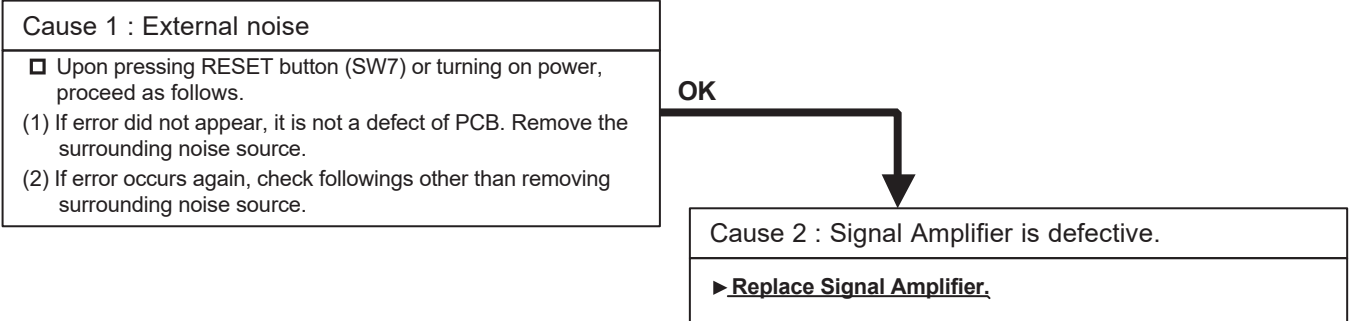 Cause 1 : External noise
Upon pressing RESET button (SW7) or turning on power,
proceed as follows.
(1) If error did not appear, it is not a defect of PCB. Remove the
surrounding noise source.
(2) If error occurs again, check followings other than removing
surrounding noise source.
OK
Cause 2 : Signal Amplifier is defective.
►Replace Signal Amplifier.